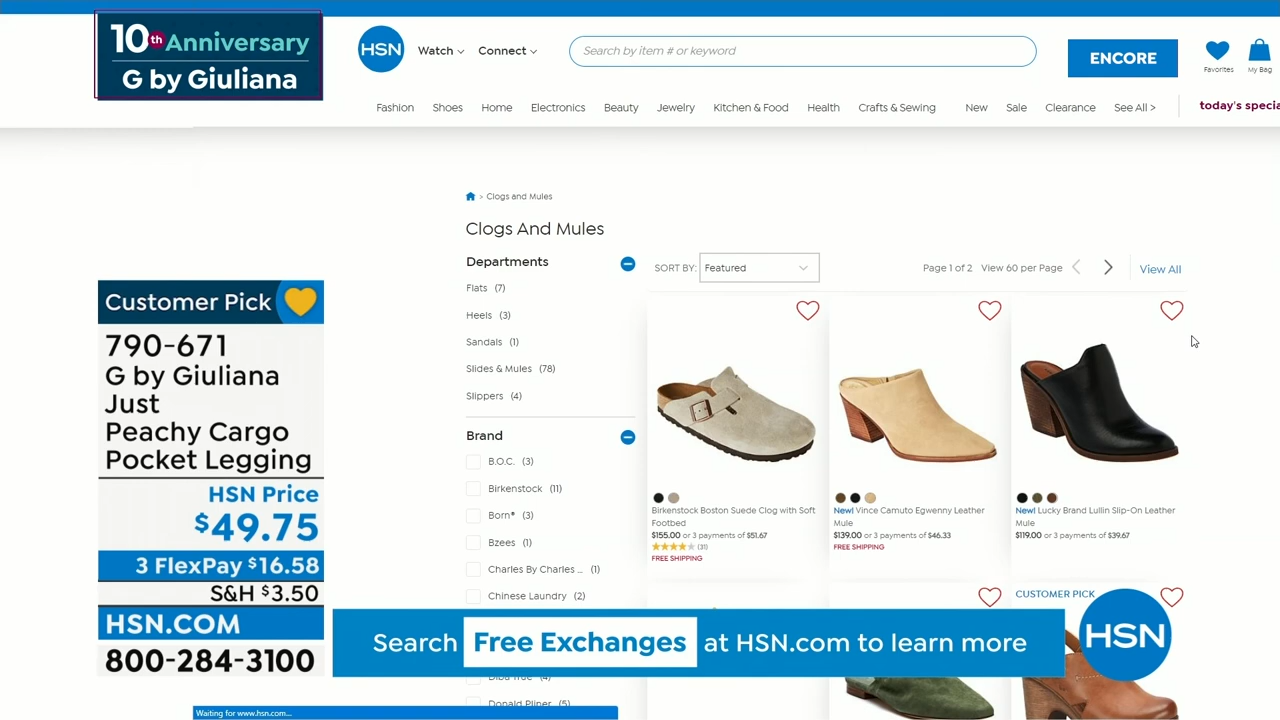 10th Anniversary
G by Giuliana
HSN
Watch
Connect
Search by item # or keyword
ENCORE
Favorites
My Bag
Fashion
Shoes
Home
Electronics
Beauty
Jewelry
Kitchen & Food
Health
Crafts & Sewing
New
Sale
Clearance
See All >
today's specia
> Clogs and Mules
Clogs And Mules
Departments
Flats (7)
Heels (3)
Sandals (1)
Slides & Mules (78)
Slippers (4)
Brand
B.O.C. (3)
Birkenstock (11)
Born® (3)
Bzees (1)
Charles By Charles ... (1)
Chinese Laundry (2)
Donald Pliner (5)
SORT BY: Featured
Page 1 of 2 View 60 per Page
View All
Birkenstock Boston Suede Clog with Soft
Footbed
$155.00 or 3 payments of $51.67
(31)
FREE SHIPPING
New! Vince Camuto Egwenny Leather
Mule
$139.00 or 3 payments of $46.33
FREE SHIPPING
New! Lucky Brand Lullin Slip-On Leather
Mule
$119.00 or 3 payments of $39.67
CUSTOMER PICK
Customer Pick
790-671
G by Giuliana
Just
Peachy Cargo
Pocket Legging
HSN Price
$49.75
3 FlexPay $16.58
S&H $3.50
HSN.COM
800-284-3100
Search Free Exchanges at HSN.com to learn more
HSN
Waiting for www.hsn.com...